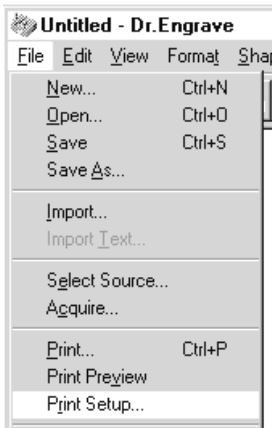 Untitled - Dr.Engrave
File Edit View Format Shap
New... Ctrl+N
Open... Ctrl+O
Save Ctrl+S
Save As...
Import...
Import Text...
Select Source...
Acquire...
Print... Ctrl+P
Print Preview
Print Setup...